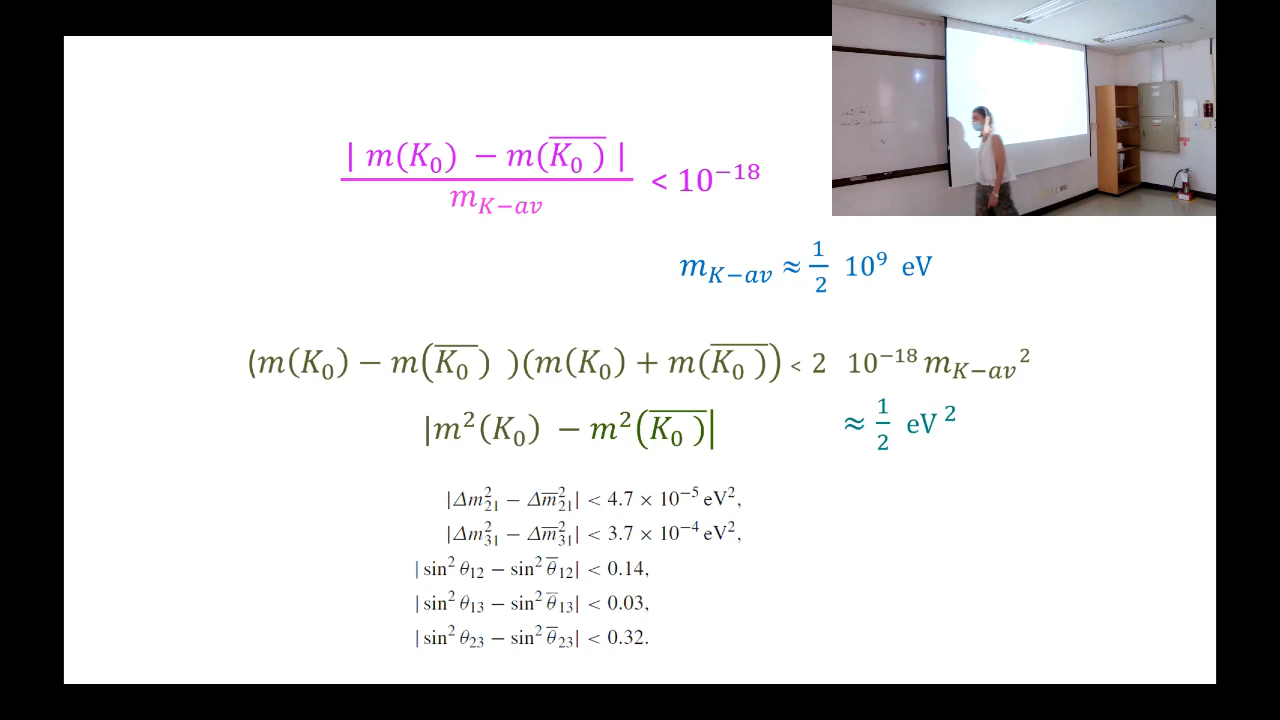 | m(K₀) − m(K̅₀) | / m_{K−av} < 10⁻¹⁸
m_{K−av} ≈ 1/2 10⁹ eV
(m(K₀) − m(K̅₀) )(m(K₀) + m(K̅₀)) < 2 10⁻¹⁸ m_{K−av}²
|m²(K₀) − m²(K̅₀)| ≈ 1/2 eV²
|Δm²₂₁ − Δm̅²₂₁| < 4.7 × 10⁻⁵ eV²,
|Δm²₃₁ − Δm̅²₃₁| < 3.7 × 10⁻⁴ eV²,
| sin² θ₁₂ − sin² θ̅₁₂| < 0.14,
| sin² θ₁₃ − sin² θ̅₁₃| < 0.03,
| sin² θ₂₃ − sin² θ̅₂₃| < 0.32.